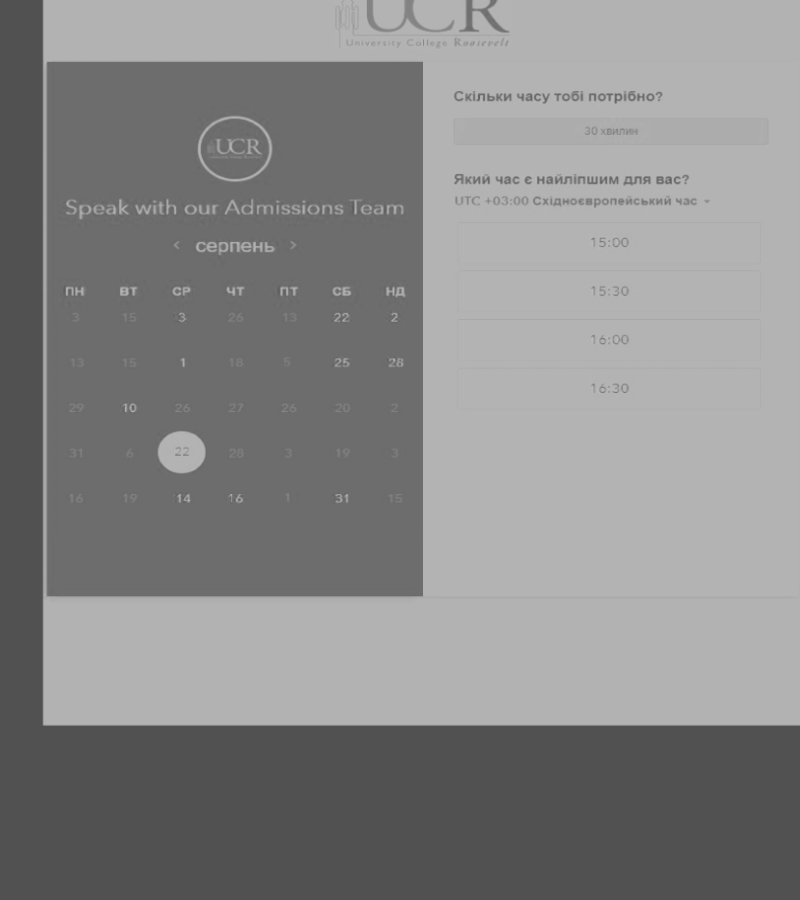 UCR
University College Roosevelt
UCR
Speak with our Admissions Team
< серпень >
ПН ВТ СР ЧТ ПТ СБ НД
3 15 3 26 13 22 2
13 15 1 18 5 25 28
29 10 26 27 26 20 2
31 6 22 28 3 19 3
16 19 14 16 1 31 15
Скільки часу тобі потрібно?
30 хвилин
Який час є найліпшим для вас?
UTC +03:00 Східноєвропейський час
15:00
15:30
16:00
16:30